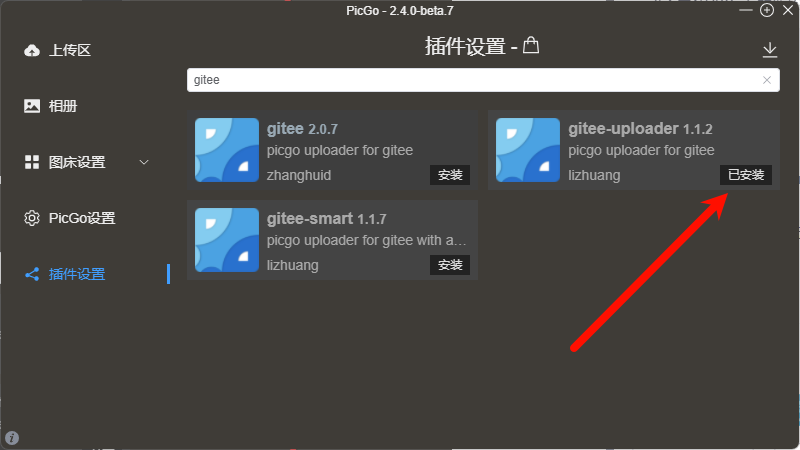 PicGo - 2.4.0-beta.7
上传区
相册
图床设置
PicGo设置
插件设置
插件设置 -
gitee
gitee 2.0.7
picgo uploader for gitee
zhanghuid
安装
gitee-uploader 1.1.2
picgo uploader for gitee
lizhuang
已安装
gitee-smart 1.1.7
picgo uploader for gitee with a...
lizhuang
安装